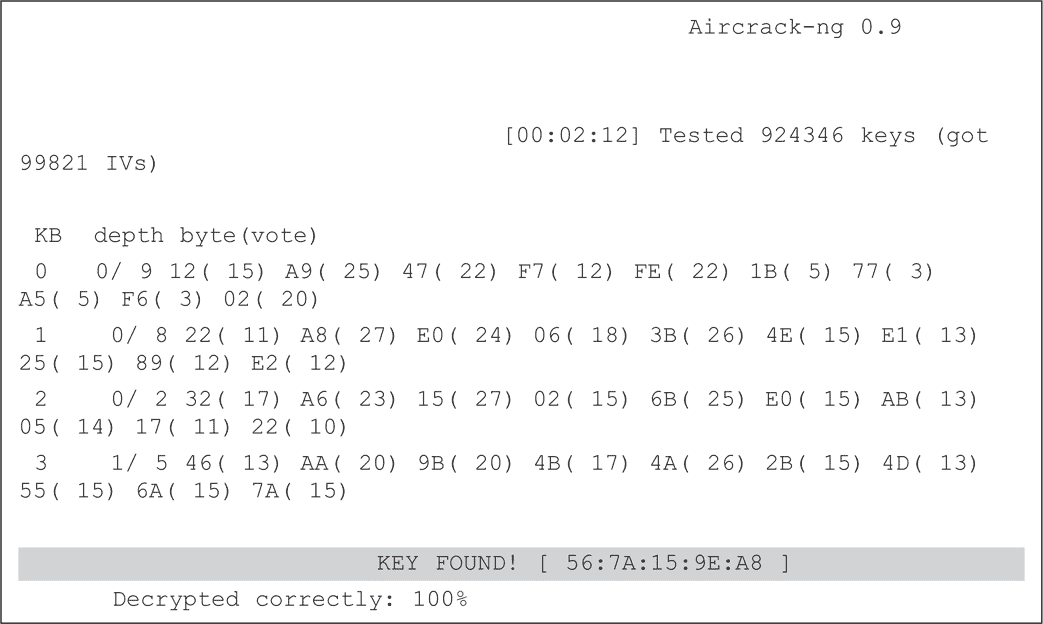 Aircrack-ng 0.9
[00:02:12] Tested 924346 keys (got
99821 IVs)
KB depth byte(vote)
0 0/ 9 12( 15) A9( 25) 47( 22) F7( 12) FE( 22) 1B( 5) 77( 3)
A5( 5) F6( 3) 02( 20)
1 0/ 8 22( 11) A8( 27) E0( 24) 06( 18) 3B( 26) 4E( 15) E1( 13)
25( 15) 89( 12) E2( 12)
2 0/ 2 32( 17) A6( 23) 15( 27) 02( 15) 6B( 25) E0( 15) AB( 13)
05( 14) 17( 11) 22( 10)
3 1/ 5 46( 13) AA( 20) 9B( 20) 4B( 17) 4A( 26) 2B( 15) 4D( 13)
55( 15) 6A( 15) 7A( 15)
KEY FOUND! [ 56:7A:15:9E:A8 ]
Decrypted correctly: 100%